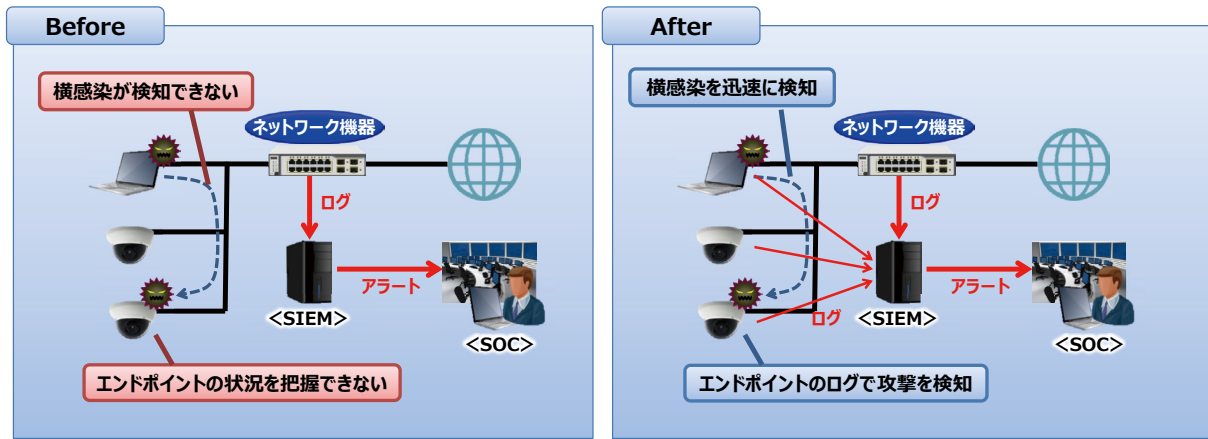 Before
横感染が検知できない
ネットワーク機器
ログ
アラート
<SIEM>
<SOC>
エンドポイントの状況を把握できない
After
横感染を迅速に検知
ネットワーク機器
ログ
アラート
ログ
<SIEM>
<SOC>
エンドポイントのログで攻撃を検知